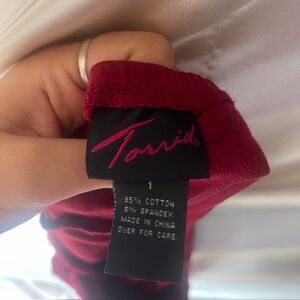 Torrid
1
95% COTTON
5% SPANDEX
MADE IN CHINA
OVER FOR CARE